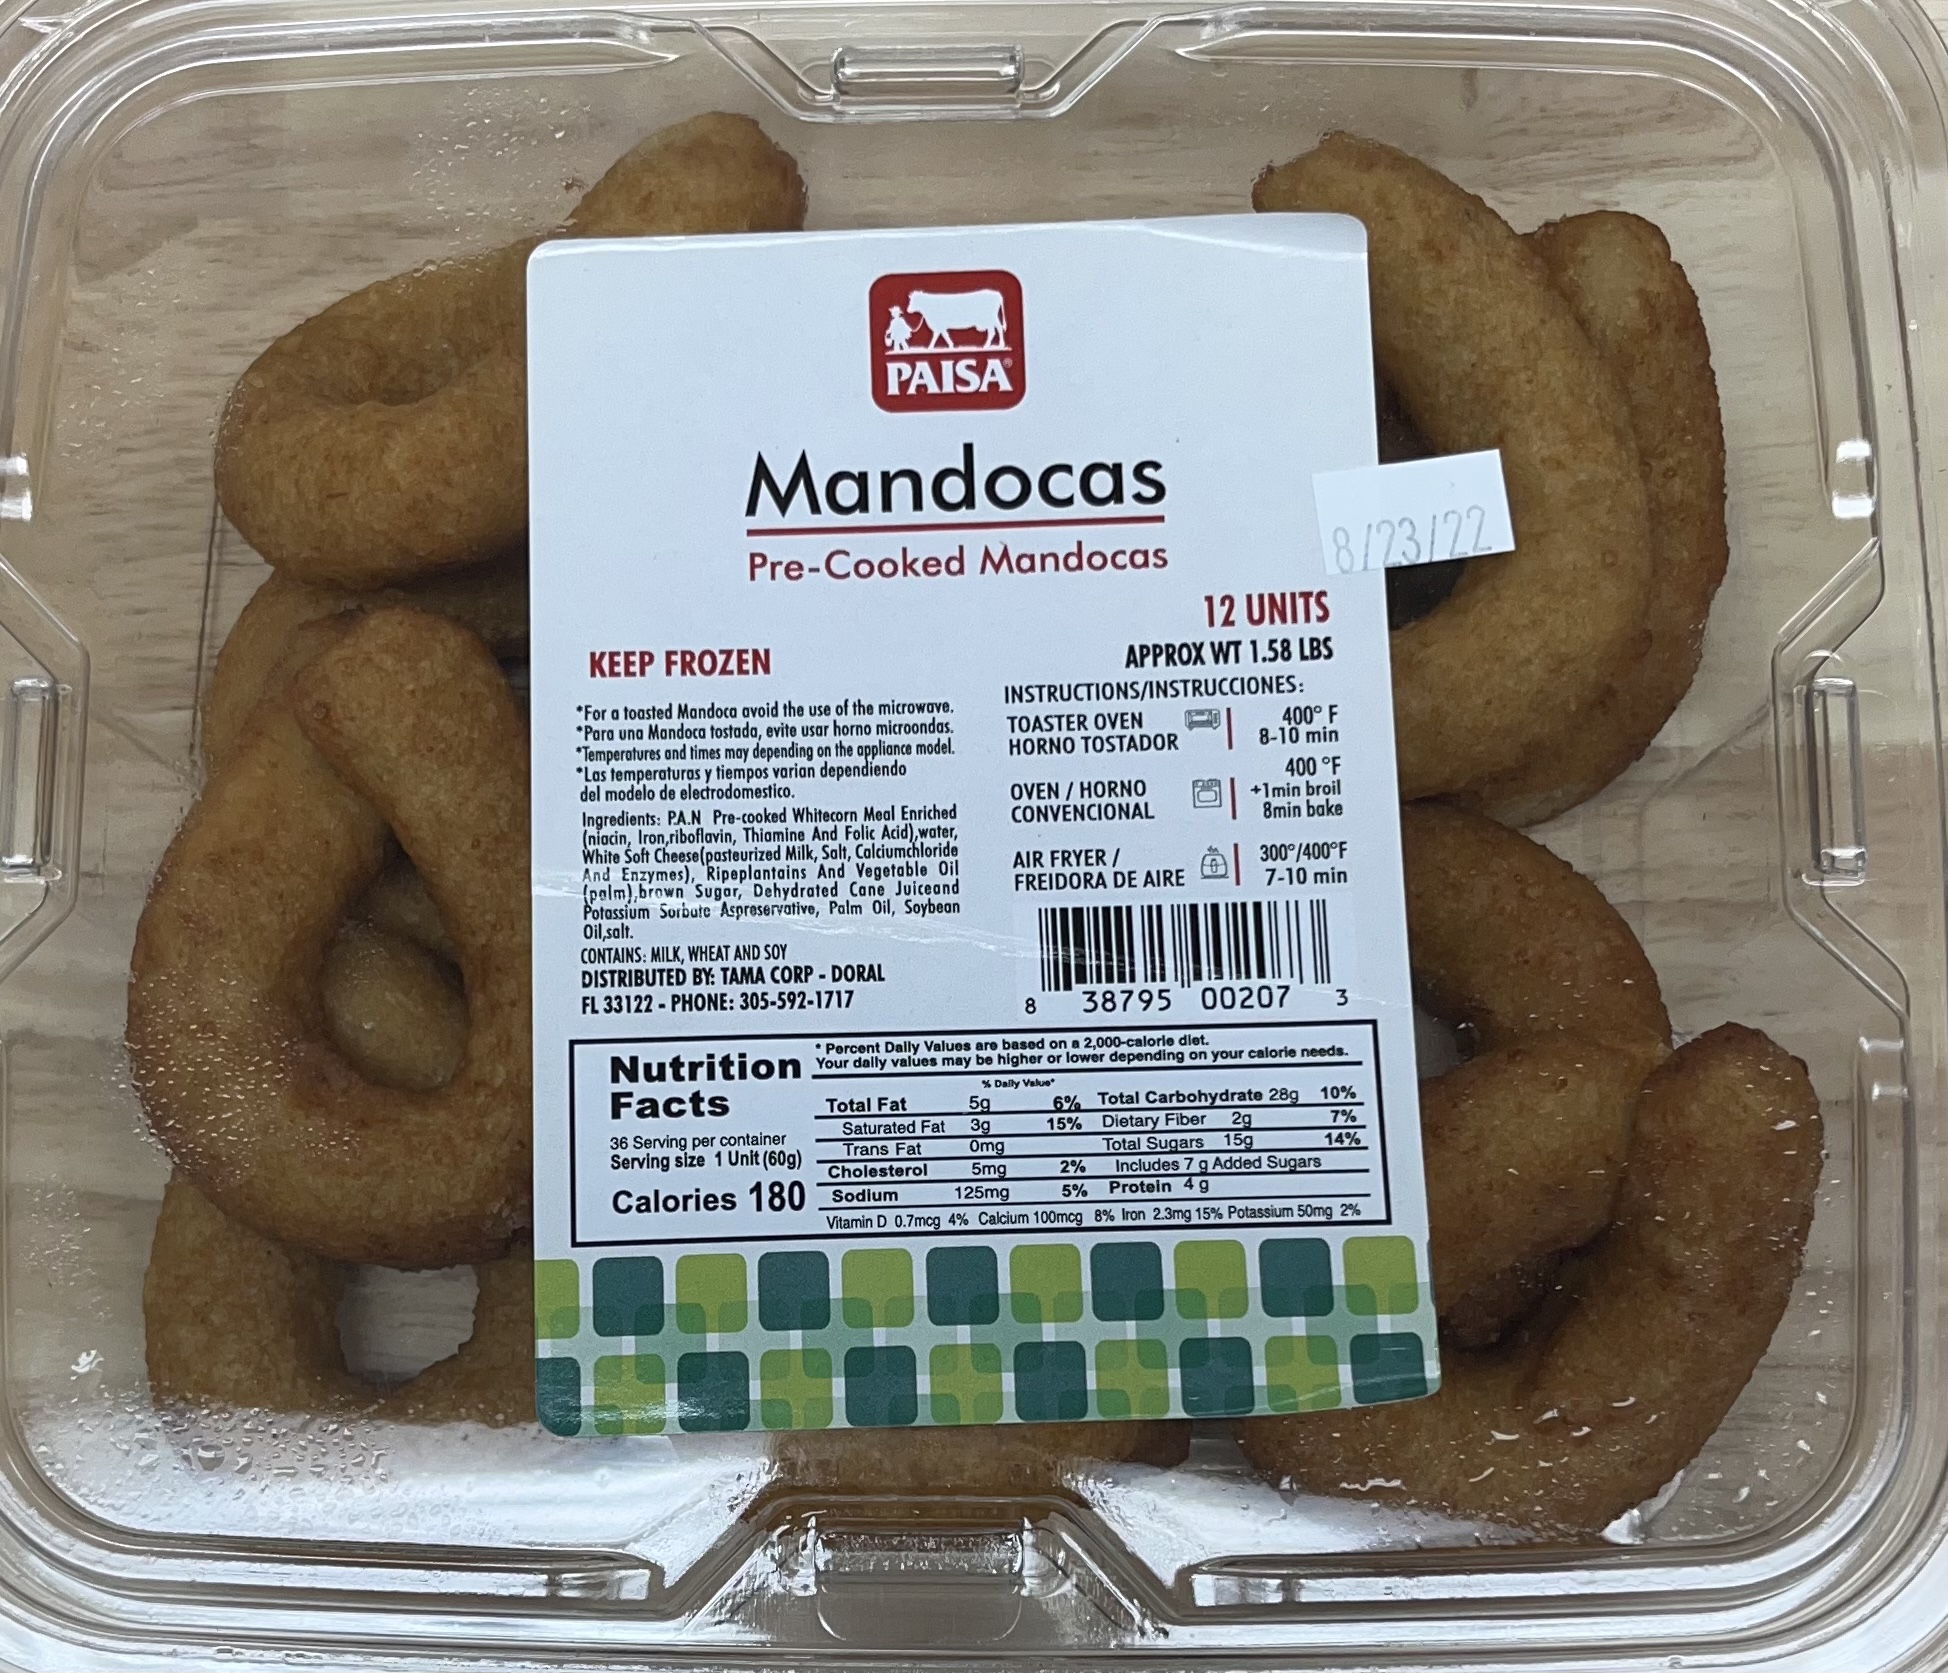 PAISA®
Mandocas
Pre-Cooked Mandocas
8/23/22
12 UNITS
APPROX WT 1.58 LBS
KEEP FROZEN
*For a toasted Mandoca avoid the use of the microwave.
*Para una Mandoca tostada, evite usar horno microondas.
*Temperatures and times may depending on the appliance model.
*Las temperaturas y tiempos varian dependiendo
del modelo de electrodomestico.
Ingredients: P.A.N Pre-cooked Whitecorn Meal Enriched
(niacin, Iron,riboflavin, Thiamine And Folic Acid),water,
White Soft Cheese(pasteurized Milk, Salt, Calciumchloride
And Enzymes), Ripeplantains And Vegetable Oil
(palm),brown Sugar, Dehydrated Cane Juiceand
Potassium Sorbate Aspreservative, Palm Oil, Soybean
Oil,salt.
CONTAINS: MILK, WHEAT AND SOY
DISTRIBUTED BY: TAMA CORP - DORAL
FL 33122 - PHONE: 305-592-1717
INSTRUCTIONS/INSTRUCCIONES:
TOASTER OVEN 400° F
HORNO TOSTADOR 8-10 min
400 °F
OVEN / HORNO +1min broil
CONVENCIONAL 8min bake
AIR FRYER / 300°/400°F
FREIDORA DE AIRE 7-10 min
8 38795 00207 3
Nutrition
Facts
36 Serving per container
Serving size 1 Unit (60g)
Calories 180
* Percent Daily Values are based on a 2,000-calorie diet.
Your daily values may be higher or lower depending on your calorie needs.
% Daily Value*
Total Fat 5g 6% Total Carbohydrate 28g 10%
Saturated Fat 3g 15% Dietary Fiber 2g 7%
Trans Fat 0mg Total Sugars 15g 14%
Cholesterol 5mg 2% Includes 7 g Added Sugars
Sodium 125mg 5% Protein 4 g
Vitamin D 0.7mcg 4% Calcium 100mcg 8% Iron 2.3mg 15% Potassium 50mg 2%